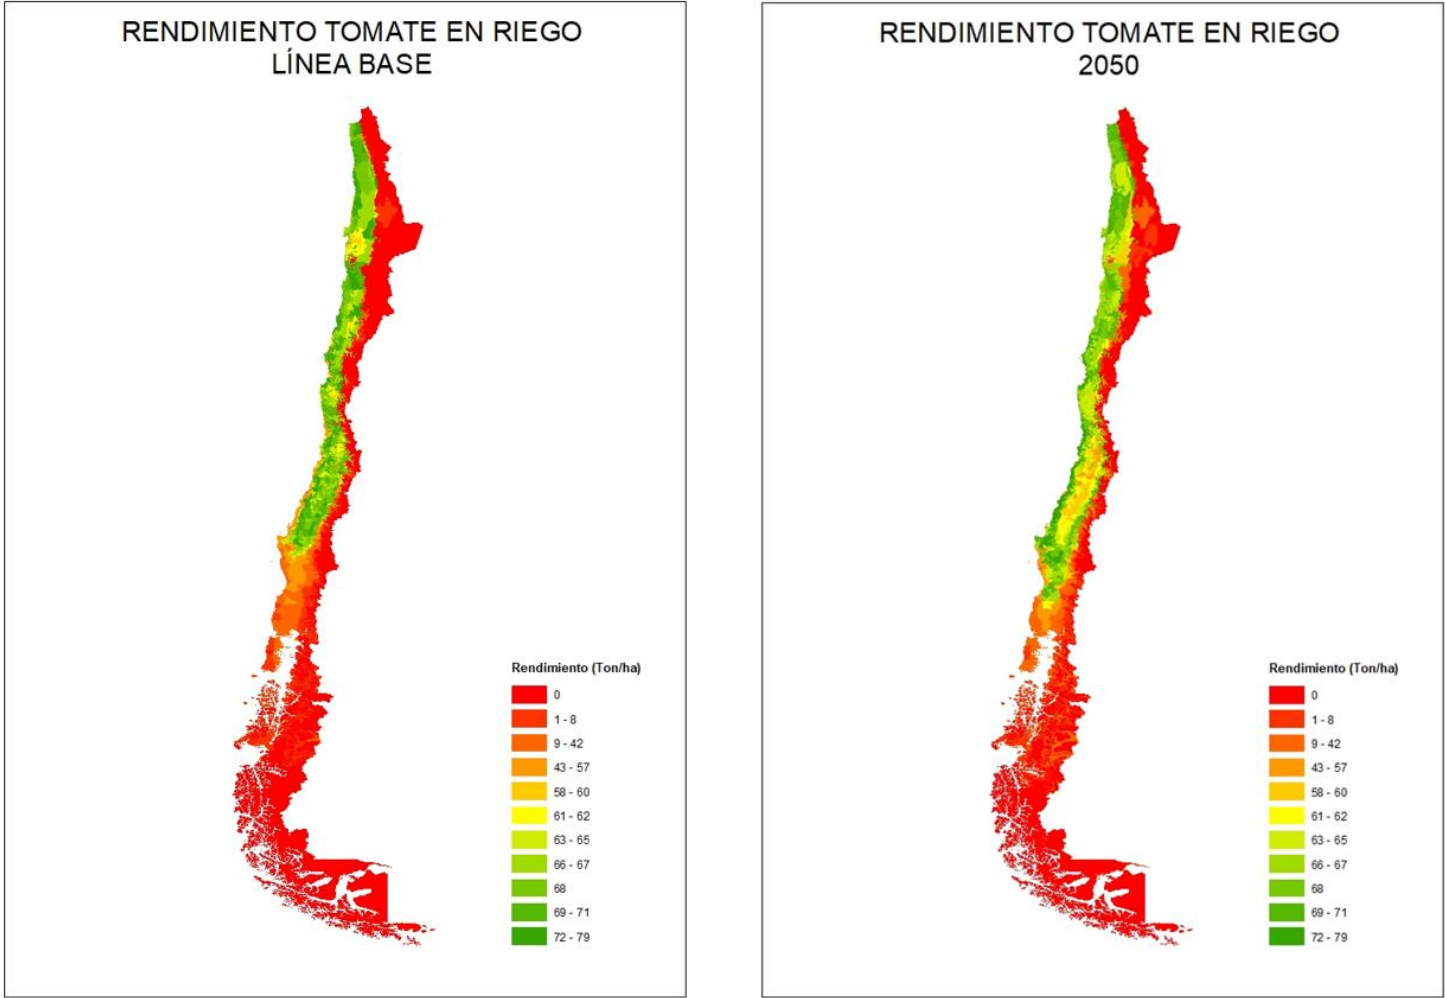 RENDIMIENTO TOMATE EN RIEGO
LÍNEA BASE
Rendimiento (Ton/ha)
0
1 - 8
9 - 42
43 - 57
58 - 60
61 - 62
63 - 65
66 - 67
68
69 - 71
72 - 79
RENDIMIENTO TOMATE EN RIEGO
2050
Rendimiento (Ton/ha)
0
1 - 8
9 - 42
43 - 57
58 - 60
61 - 62
63 - 65
66 - 67
68
69 - 71
72 - 79